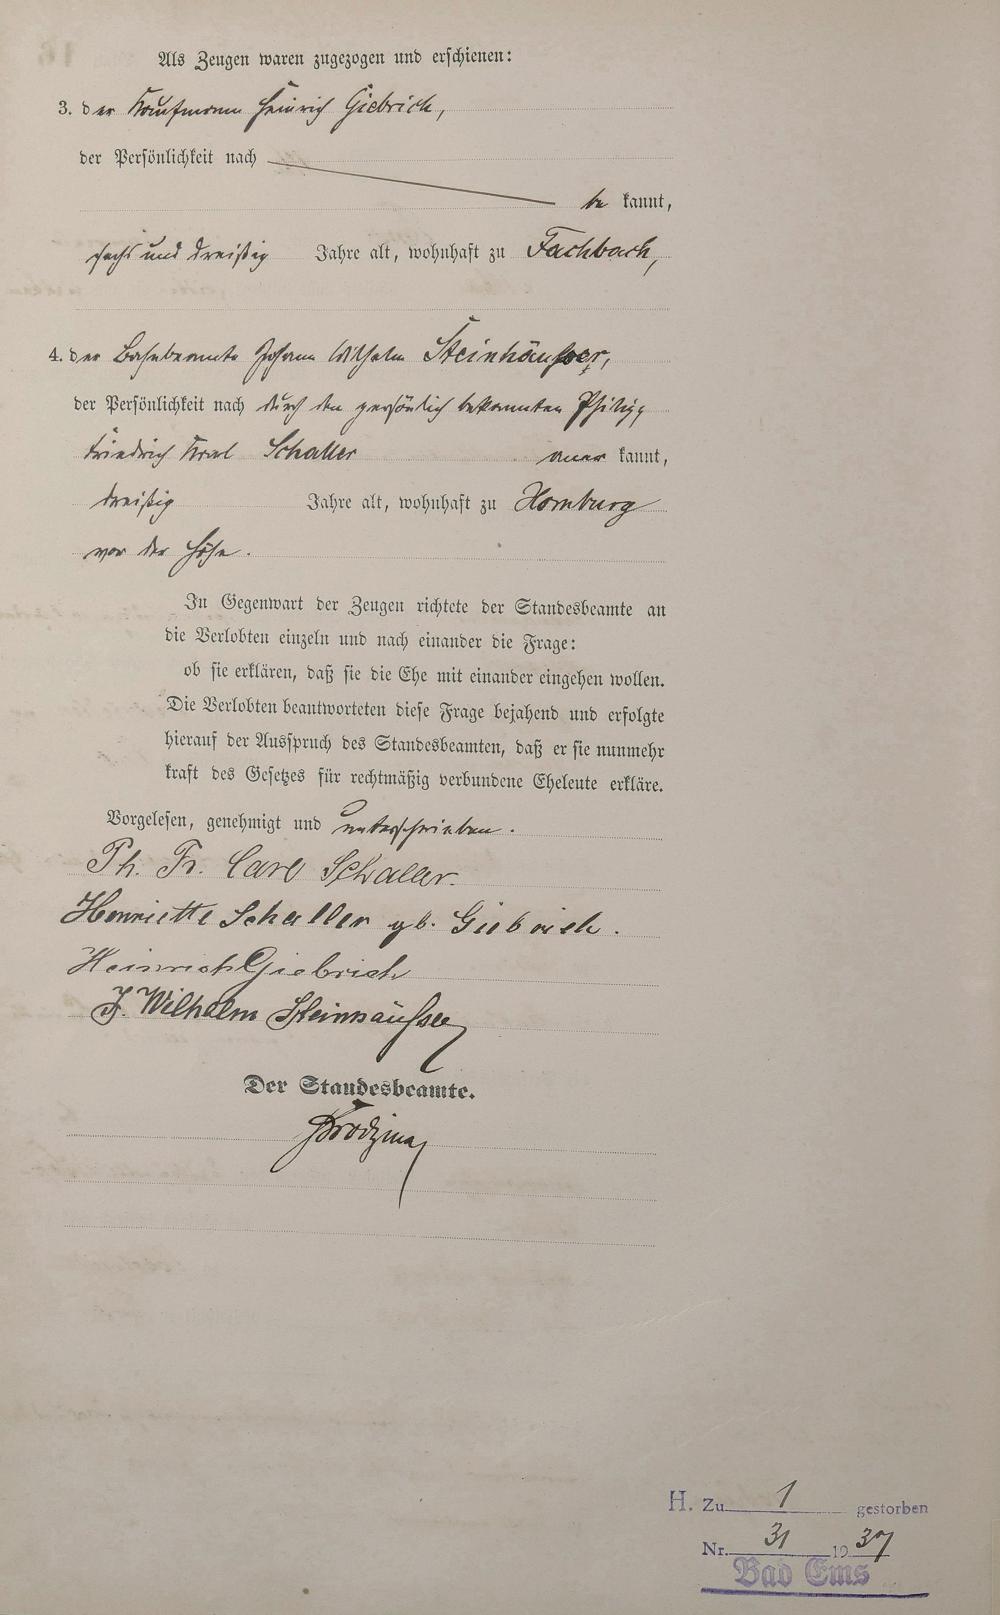 Als Zeugen waren zugezogen und erschienen:
3. der Kaufmann Heinrich Giebrich,
der Persönlichkeit nach
be kannt,
sechs und dreißig Jahre alt, wohnhaft zu Fachbach,
4. der Bahnbeamte Johann Wilhelm Steinhäußer,
der Persönlichkeit nach durch den persönlich bekannten Philipp
Friedrich Karl Schaller aner kannt,
dreißig Jahre alt, wohnhaft zu Homburg
vor der Höhe.
In Gegenwart der Zeugen richtete der Standesbeamte an
die Verlobten einzeln und nach einander die Frage:
ob sie erklären, daß sie die Ehe mit einander eingehen wollen.
Die Verlobten beantworteten diese Frage bejahend und erfolgte
hierauf der Ausspruch des Standesbeamten, daß er sie nunmehr
kraft des Gesetzes für rechtmäßig verbundene Eheleute erkläre.
Vorgelesen, genehmigt und unterschrieben.
Ph. Fr. Carl Schaller.
Henriette Schaller gb. Giebrich.
Heinrich Giebrich
J. Wilhelm Steinhäußer
Der Standesbeamte.
H. Zu 1 gestorben
Nr. 31 1937
Bad Ems